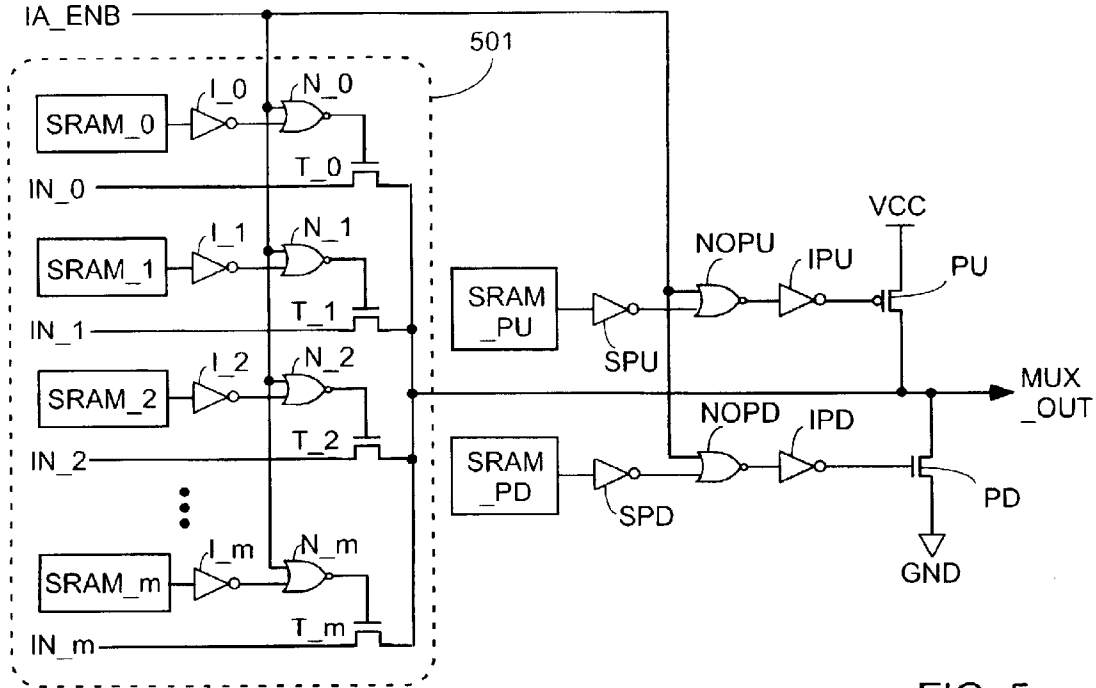 IA_ENB
501
I_0
N_0
SRAM_0
T_0
IN_0
I_1
N_1
SRAM_1
T_1
IN_1
I_2
N_2
SRAM_2
T_2
IN_2
I_m
N_m
SRAM_m
T_m
IN_m
VCC
NOPU
IPU
PU
SRAM
_PU
SPU
MUX
_OUT
NOPD
IPD
SRAM
_PD
SPD
PD
GND